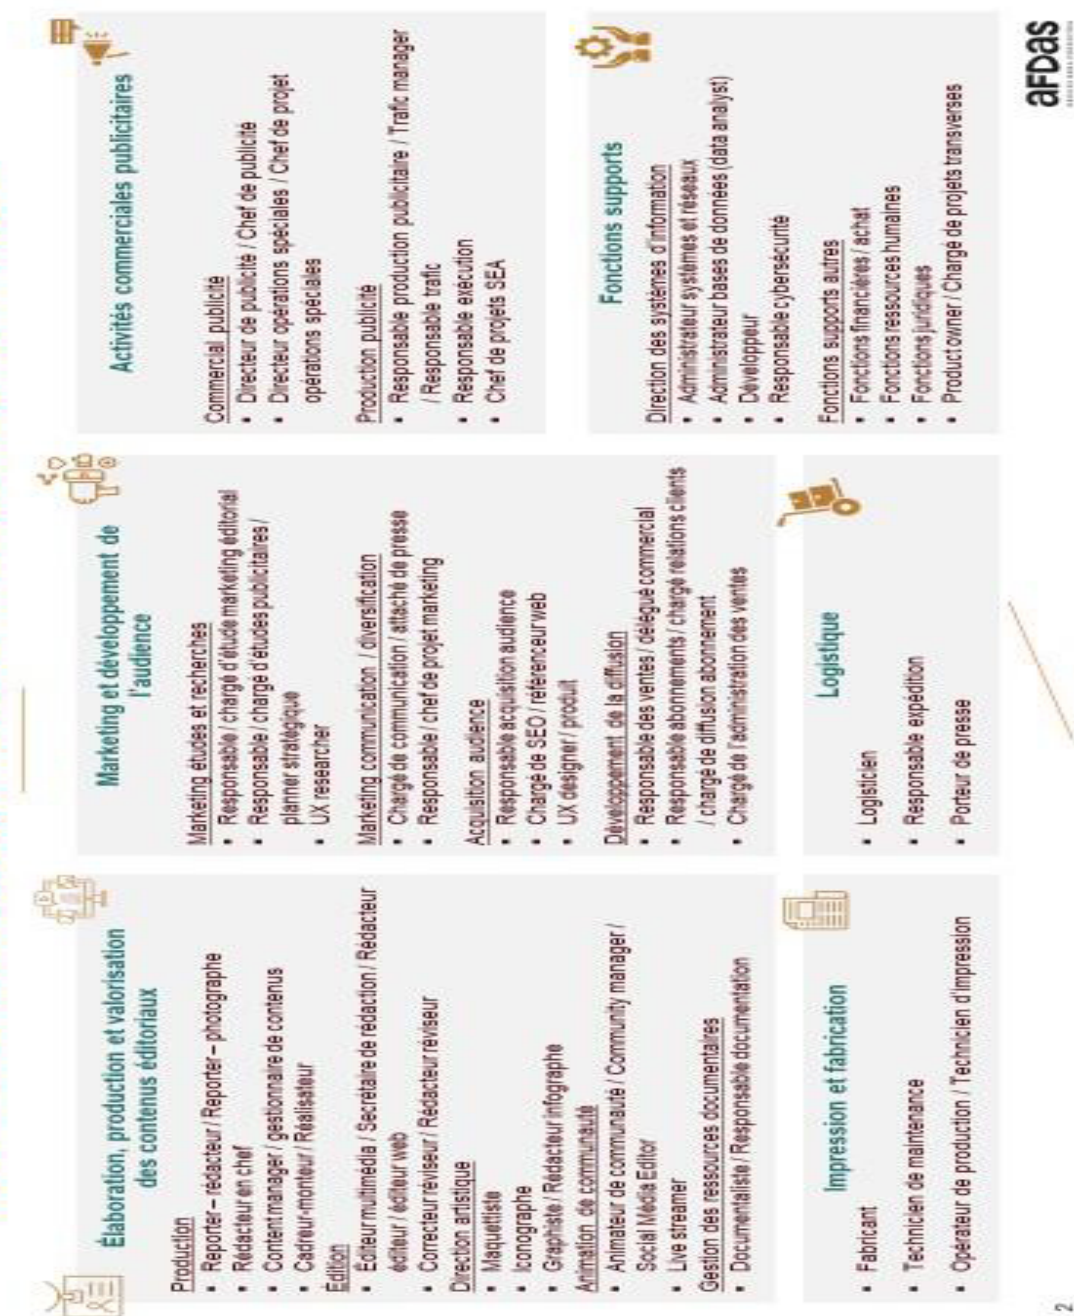 Élaboration, production et valorisation
des contenus éditoriaux
Production
▪ Reporter – rédacteur / Reporter – photographe
▪ Rédacteur en chef
▪ Content manager / gestionnaire de contenus
▪ Cadreur-monteur / Réalisateur
Édition
▪ Éditeur multimédia / Secrétaire de rédaction / Rédacteur
éditeur / éditeur web
▪ Correcteur réviseur / Rédacteur réviseur
Direction artistique
▪ Maquettiste
▪ Iconographe
▪ Graphiste / Rédacteur infographe
Animation de communauté
▪ Animateur de communauté / Community manager /
Social Média Editor
▪ Live streamer
Gestion des ressources documentaires
▪ Documentaliste / Responsable documentation
Marketing et développement de
l'audience
Marketing études et recherches
▪ Responsable / chargé d'étude marketing éditorial
▪ Responsable / chargé d'études publicitaires /
planner stratégique
▪ UX researcher
Marketing communication / diversification
▪ Chargé de communication / attaché de presse
▪ Responsable / chef de projet marketing
Acquisition audience
▪ Responsable acquisition audience
▪ Chargé de SEO / référenceur web
▪ UX designer / produit
Développement de la diffusion
▪ Responsable des ventes / délégué commercial
▪ Responsable abonnements / chargé relations clients
/ chargé de diffusion abonnement
▪ Chargé de l'administration des ventes
Activités commerciales publicitaires
Commercial publicité
▪ Directeur de publicité / Chef de publicité
▪ Directeur opérations spéciales / Chef de projet
opérations spéciales
Production publicité
▪ Responsable production publicitaire / Trafic manager
/ Responsable trafic
▪ Responsable exécution
▪ Chef de projets SEA
Fonctions supports
Direction des systèmes d'information
▪ Administrateur systèmes et réseaux
▪ Administrateur bases de données (data analyst)
▪ Développeur
▪ Responsable cybersécurité
Fonctions supports autres
▪ Fonctions financières / achat
▪ Fonctions ressources humaines
▪ Fonctions juridiques
▪ Product owner / Chargé de projets transverses
Impression et fabrication
▪ Fabricant
▪ Technicien de maintenance
▪ Opérateur de production / Technicien d'impression
Logistique
▪ Logisticien
▪ Responsable expédition
▪ Porteur de presse
2
aFDas